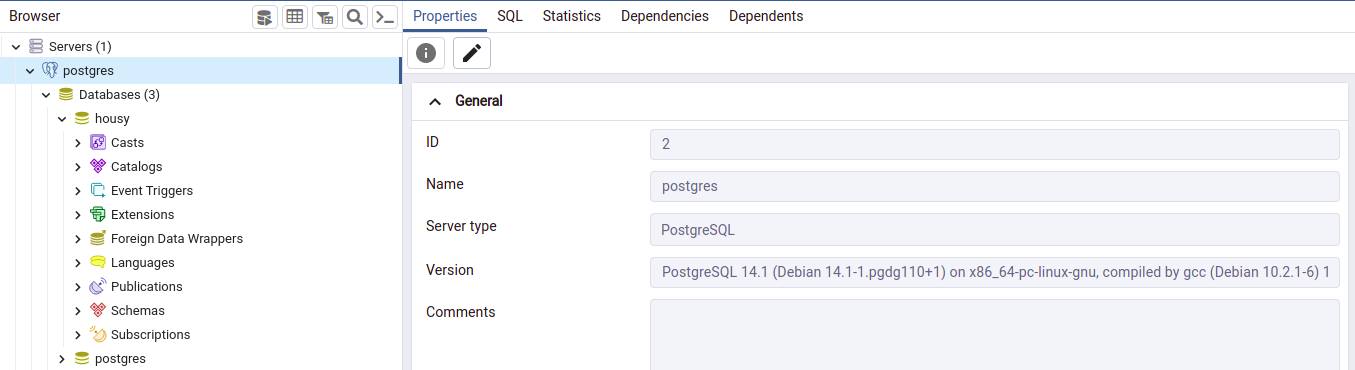 Browser
Properties SQL Statistics Dependencies Dependents
Servers (1)
postgres
Databases (3)
housy
Casts
Catalogs
Event Triggers
Extensions
Foreign Data Wrappers
Languages
Publications
Schemas
Subscriptions
postgres
General
ID 2
Name postgres
Server type PostgreSQL
Version PostgreSQL 14.1 (Debian 14.1-1.pgdg110+1) on x86_64-pc-linux-gnu, compiled by gcc (Debian 10.2.1-6) 1
Comments